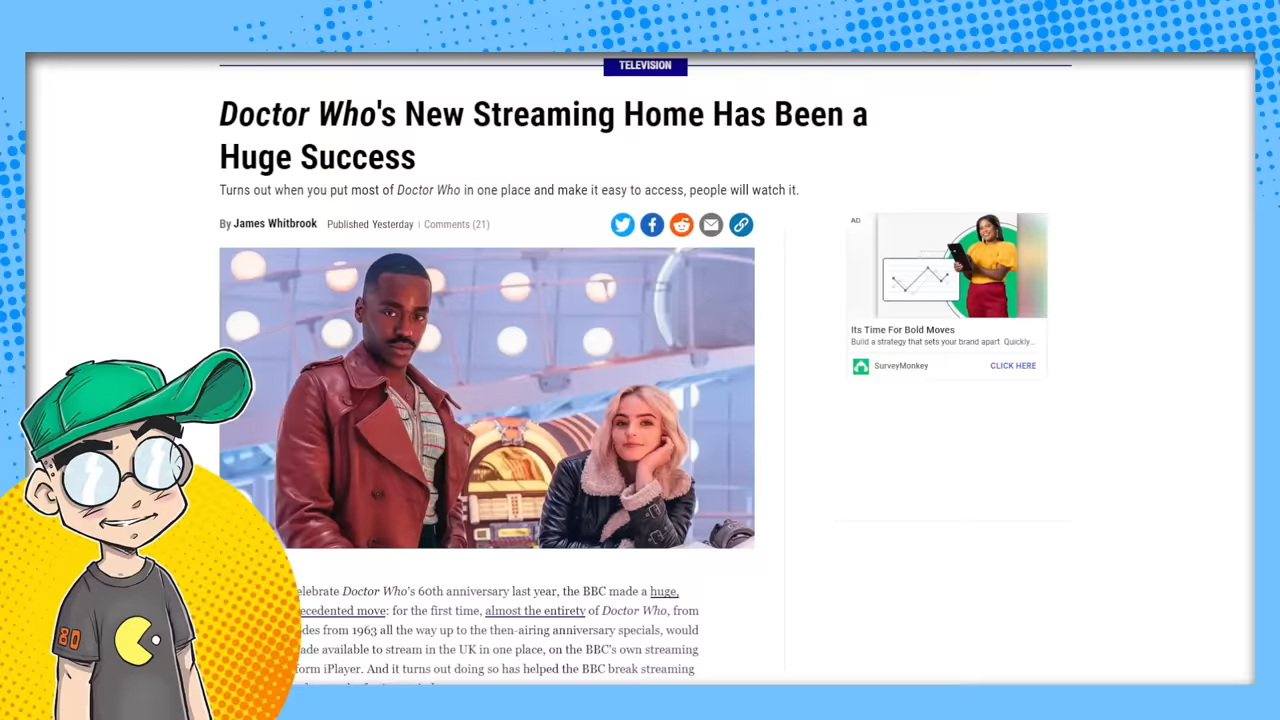 TELEVISION
Doctor Who's New Streaming Home Has Been a
Huge Success
Turns out when you put most of Doctor Who in one place and make it easy to access, people will watch it.
By James Whitbrook Published Yesterday | Comments (21)
AD
Its Time For Bold Moves
Build a strategy that sets your brand apart. Quickly...
SurveyMonkey CLICK HERE
elebrate Doctor Who's 60th anniversary last year, the BBC made a huge,
ecedented move: for the first time, almost the entirety of Doctor Who, from
des from 1963 all the way up to the then-airing anniversary specials, would
ade available to stream in the UK in one place, on the BBC's own streaming
form iPlayer. And it turns out doing so has helped the BBC break streaming
80